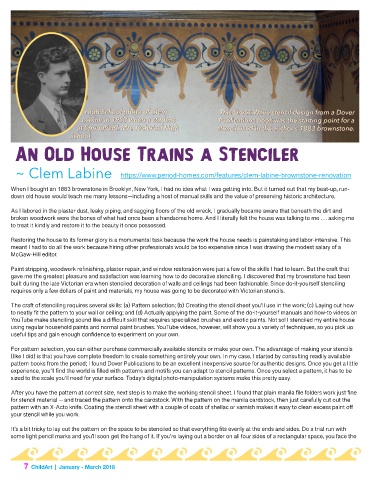 This classic Victorian stencil design from a Dover
AN OLD HOUSE TRAINS A STENCILER
~ Clem Labine https://www.period-homes.com/features/clem-labine-brownstone-renovation
When I bought an 1883 brownstone in Brooklyn, New York, I had no idea what I was getting into. But it turned out that my beat-up, run-
down old house would teach me many lessons—including a host of manual skills and the value of preserving historic architecture.
As I labored in the plaster dust, leaky piping, and sagging floors of the old wreck, I gradually became aware that beneath the dirt and
broken woodwork were the bones of what had once been a handsome home. And I literally felt the house was talking to me . . . asking me
to treat it kindly and restore it to the beauty it once possessed.
Restoring the house to its former glory is a monumental task because the work the house needs is painstaking and labor-intensive. This
meant I had to do all the work because hiring other professionals would be too expensive since I was drawing the modest salary of a
McGaw-Hill editor.
Paint stripping, woodwork refinishing, plaster repair, and window restoration were just a few of the skills I had to learn. But the craft that
gave me the greatest pleasure and satisfaction was learning how to do decorative stenciling. I discovered that my brownstone had been
built during the late Victorian era when stenciled decoration of walls and ceilings had been fashionable. Since do-it-yourself stenciling
requires only a few dollars of paint and materials, my house was going to be decorated with Victorian stencils.
The craft of stenciling requires several skills: (a) Pattern selection; (b) Creating the stencil sheet you'll use in the work; (c) Laying out how
to neatly fit the pattern to your wall or ceiling; and (d) Actually applying the paint. Some of the do-it-yourself manuals and how-to videos on
YouTube make stenciling sound like a difficult skill that requires specialized brushes and exotic paints. Not so! I stenciled my entire house
using regular household paints and normal paint brushes. YouTube videos, however, will show you a variety of techniques, so you pick up
useful tips and gain enough confidence to experiment on your own.
For pattern selection, you can either purchase commercially available stencils or make your own. The advantage of making your stencils
(like I did) is that you have complete freedom to create something entirely your own. In my case, I started by consulting readily available
pattern books from the period; I found Dover Publications to be an excellent inexpensive source for authentic designs. Once you get a little
experience, you'll find the world is filled with patterns and motifs you can adapt to stencil patterns. Once you select a pattern, it has to be
sized to the scale you'll need for your surface. Today's digital photo-manipulation systems make this pretty easy.
After you have the pattern at correct size, next step is to make the working stencil sheet. I found that plain manila file folders work just fine
for stencil material -- and traced the pattern onto the cardstock. With the pattern on the manila cardstock, then just carefully cut out the
pattern with an X-Acto knife. Coating the stencil sheet with a couple of coats of shellac or varnish makes it easy to clean excess paint off
your stencil while you work.
It's a bit tricky to lay out the pattern on the space to be stenciled so that everything fits evenly at the ends and sides. Do a trial run with
some light pencil marks and you'll soon get the hang of it. If you're laying out a border on all four sides of a rectangular space, you face the
7 ChildArt | January - March 2018